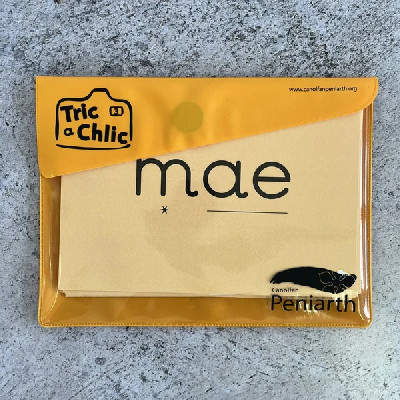 Tric
a Chlic
www.canolfanpeniarth.org
mae
*
Canolfan
Peniarth